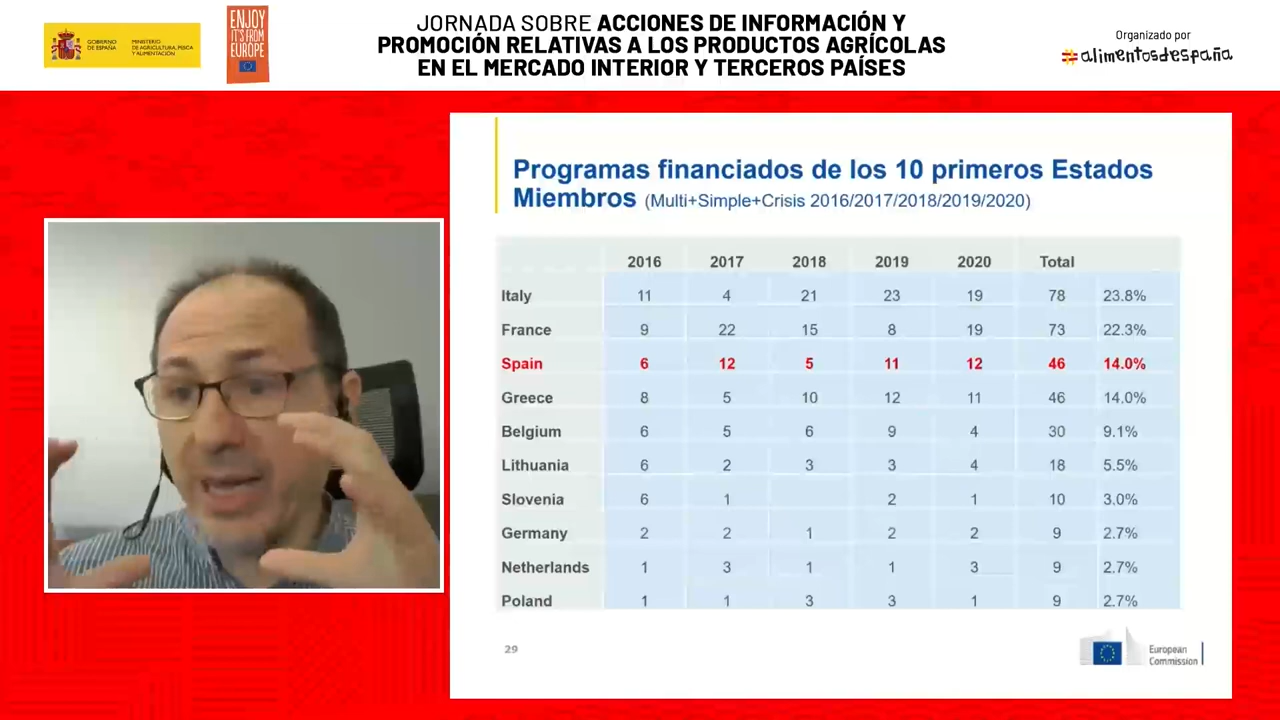 GOBIERNO
DE ESPAÑA
MINISTERIO
DE AGRICULTURA, PESCA
Y ALIMENTACIÓN
ENJOY
IT'S FROM
EUROPE
JORNADA SOBRE ACCIONES DE INFORMACIÓN Y
PROMOCIÓN RELATIVAS A LOS PRODUCTOS AGRÍCOLAS
EN EL MERCADO INTERIOR Y TERCEROS PAÍSES
Organizado por
#alimentosdespaña
Programas financiados de los 10 primeros Estados
Miembros (Multi+Simple+Crisis 2016/2017/2018/2019/2020)
2016 2017 2018 2019 2020 Total
Italy 11 4 21 23 19 78 23.8%
France 9 22 15 8 19 73 22.3%
Spain 6 12 5 11 12 46 14.0%
Greece 8 5 10 12 11 46 14.0%
Belgium 6 5 6 9 4 30 9.1%
Lithuania 6 2 3 3 4 18 5.5%
Slovenia 6 1 2 1 10 3.0%
Germany 2 2 1 2 2 9 2.7%
Netherlands 1 3 1 1 3 9 2.7%
Poland 1 1 3 3 1 9 2.7%
29
European
Commission